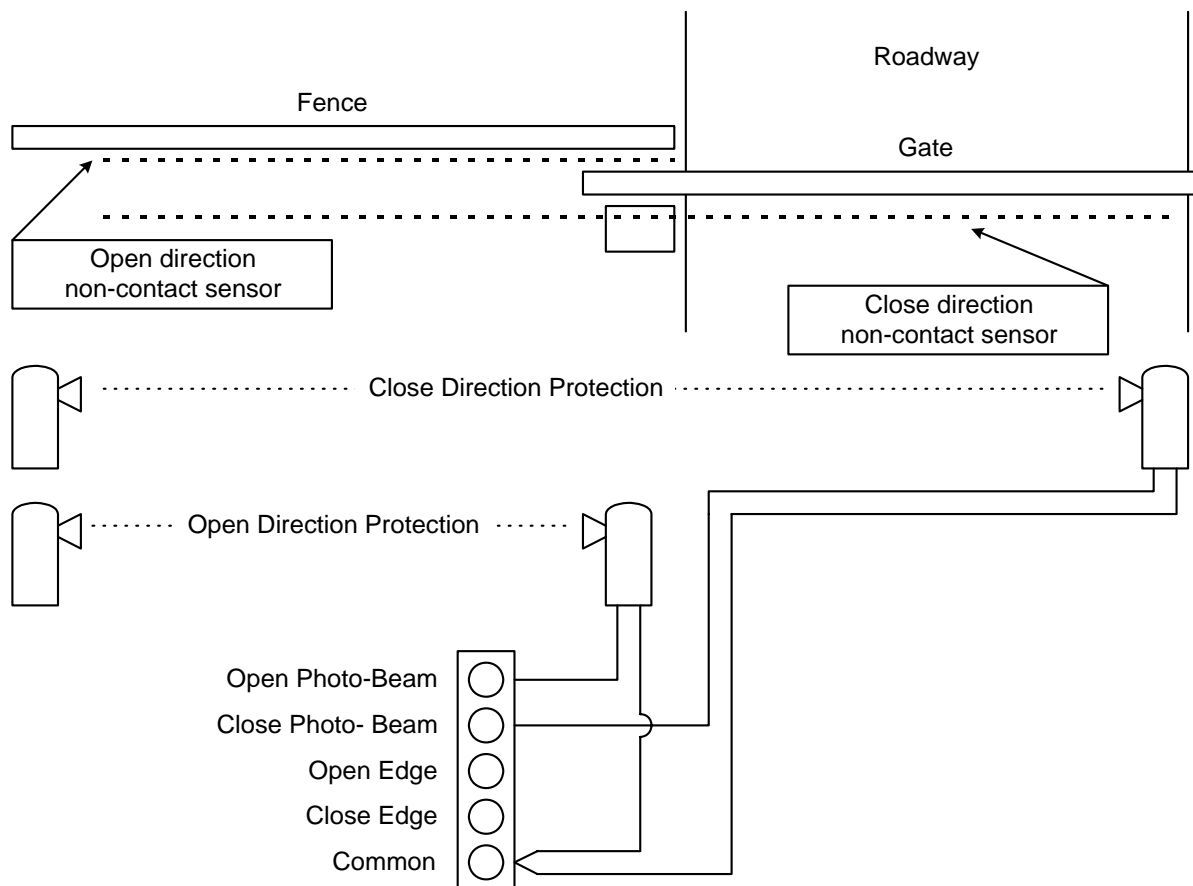 Roadway
Fence
Gate
Open direction
non-contact sensor
Close direction
non-contact sensor
Close Direction Protection
Open Direction Protection
Open Photo-Beam
Close Photo- Beam
Open Edge
Close Edge
Common